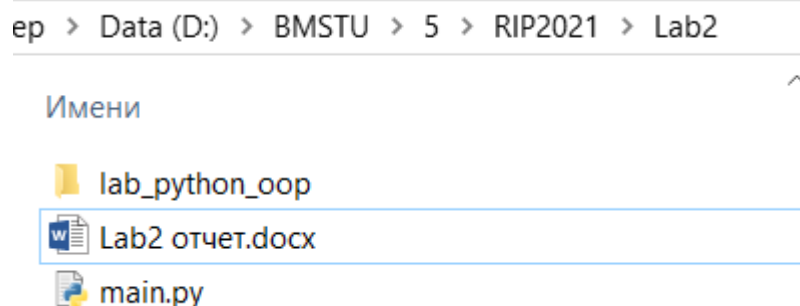 ер > Data (D:) > BMSTU > 5 > RIP2021 > Lab2
Имени
lab_python_oop
Lab2 отчет.docx
main.py